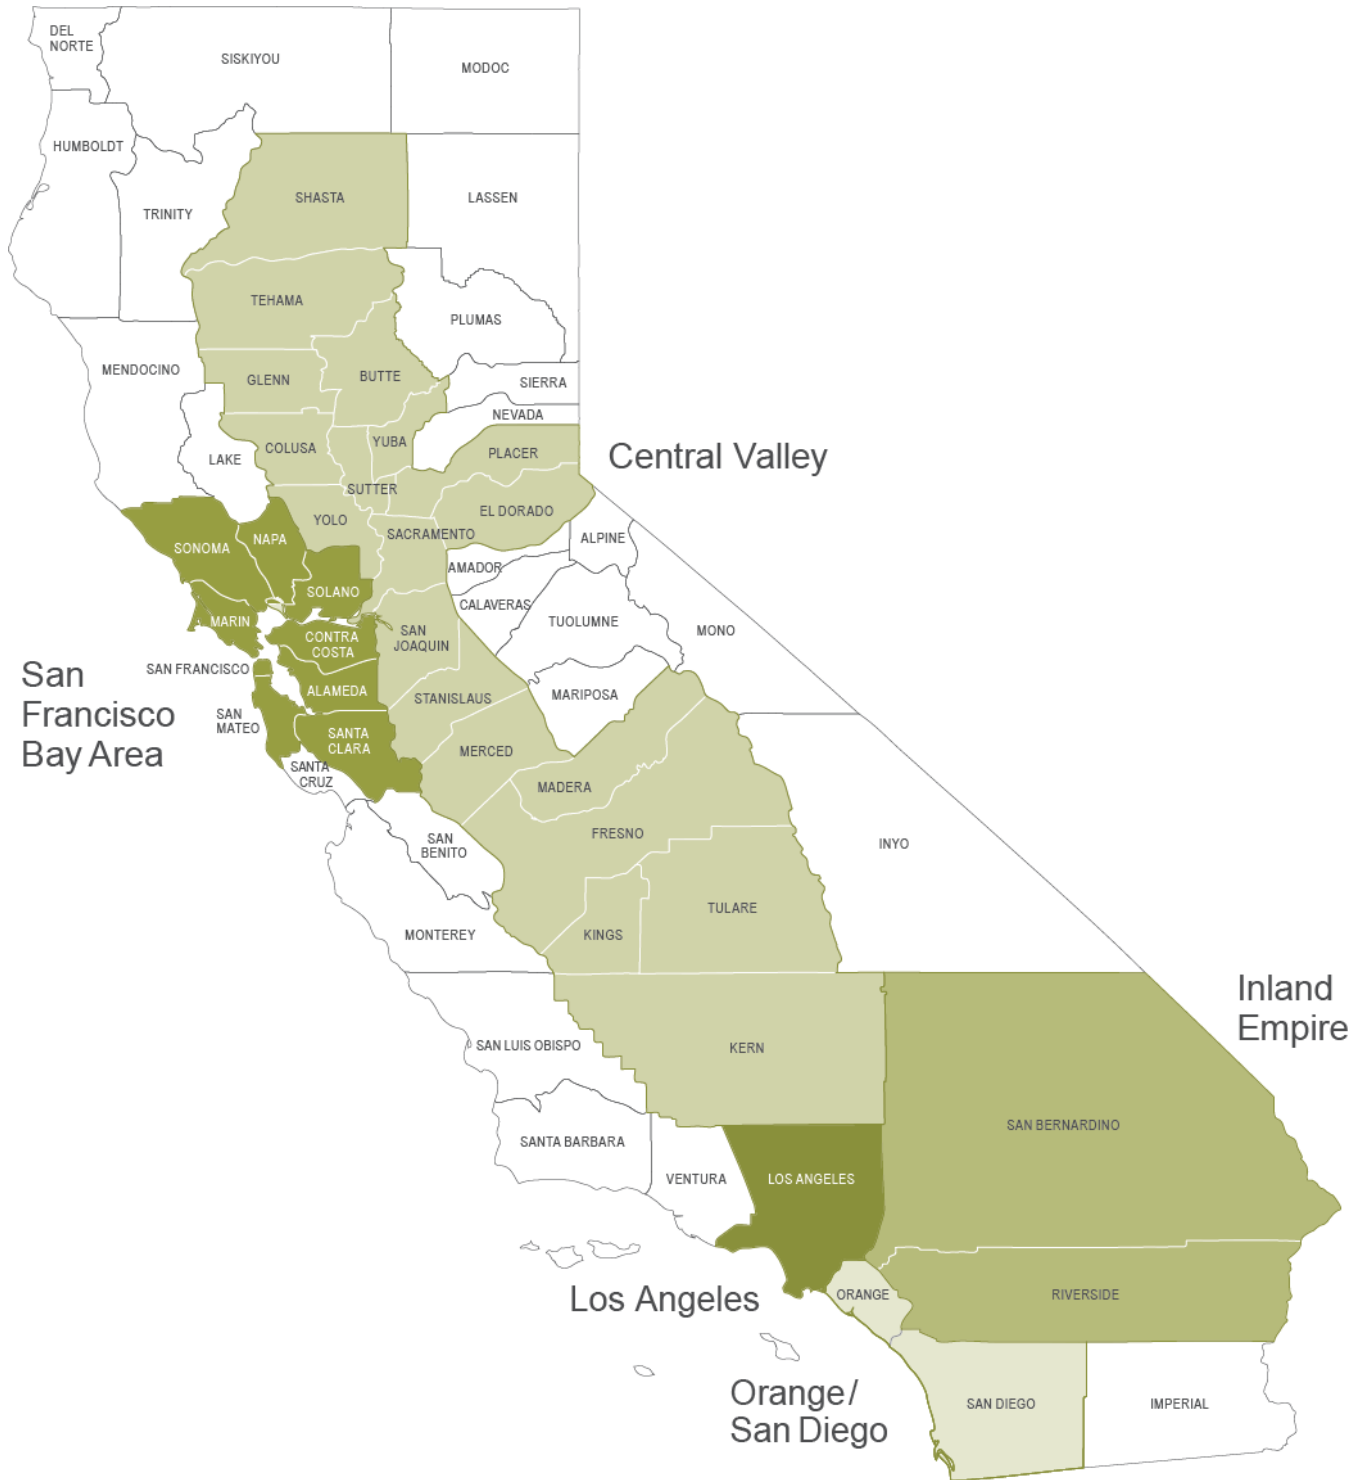 DEL
NORTE
SISKIYOU
MODOC
HUMBOLDT
TRINITY
SHASTA
LASSEN
TEHAMA
PLUMAS
MENDOCINO
GLENN
BUTTE
SIERRA
NEVADA
LAKE
COLUSA
YUBA
PLACER
Central Valley
SUTTER
YOLO
EL DORADO
SACRAMENTO
SONOMA
NAPA
ALPINE
AMADOR
SOLANO
CALAVERAS
MARIN
TUOLUMNE
MONO
CONTRA
COSTA
SAN
JOAQUIN
SAN FRANCISCO
San
Francisco
Bay Area
ALAMEDA
STANISLAUS
MARIPOSA
SAN
MATEO
SANTA
CLARA
MERCED
SANTA
CRUZ
MADERA
FRESNO
SAN
BENITO
INYO
TULARE
MONTEREY
KINGS
Inland
Empire
SAN LUIS OBISPO
KERN
SAN BERNARDINO
SANTA BARBARA
VENTURA
LOS ANGELES
Los Angeles
ORANGE
RIVERSIDE
Orange/
San Diego
SAN DIEGO
IMPERIAL